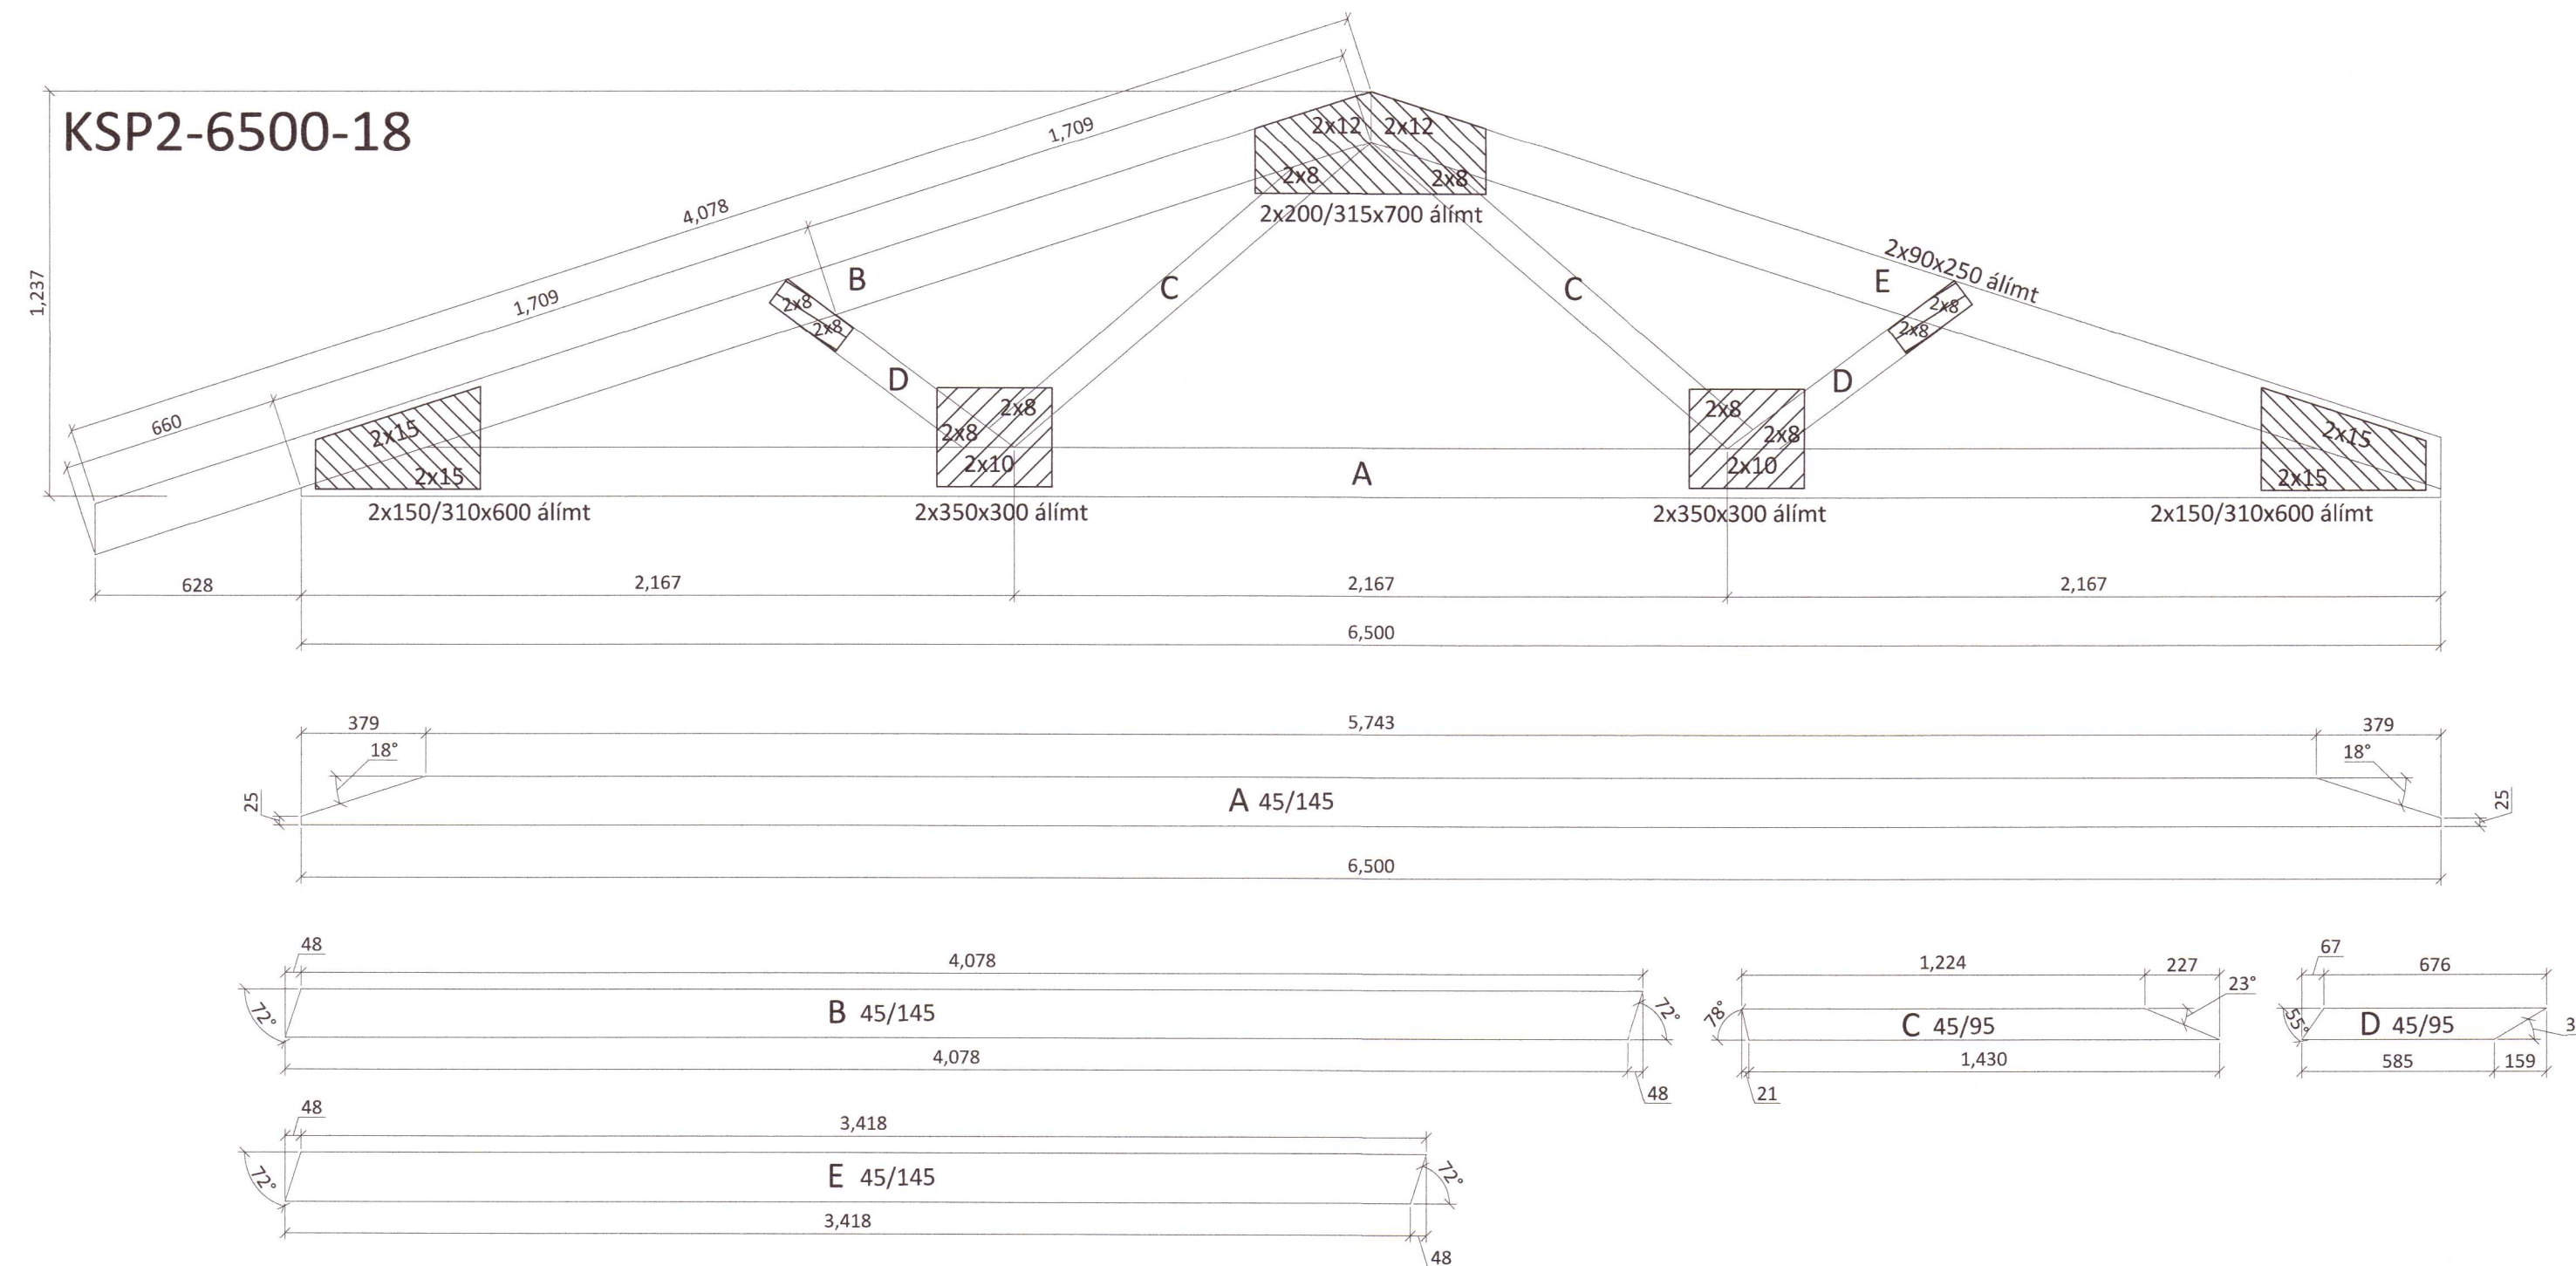 KSP2-6500-18
1,237
4,078
1,709
1,709
660
2x12 2x12
2x8 2x8
2x200/315x700 álímt
B
C
C
E
2x90x250 álímt
2x8
2x8
2x8
2x8
D
D
2x15
2x15
2x8
2x8
2x10
A
2x8
2x8
2x10
2x15
2x15
2x150/310x600 álímt
2x350x300 álímt
2x350x300 álímt
2x150/310x600 álímt
628
2,167
2,167
2,167
6,500
379
5,743
379
18°
18°
25
A 45/145
25
6,500
48
4,078
72°
B 45/145
72°
4,078
48
1,224
227
23°
78°
C 45/95
1,430
21
67
676
55°
D 45/95
585
159
48
3,418
72°
E 45/145
72°
3,418
48